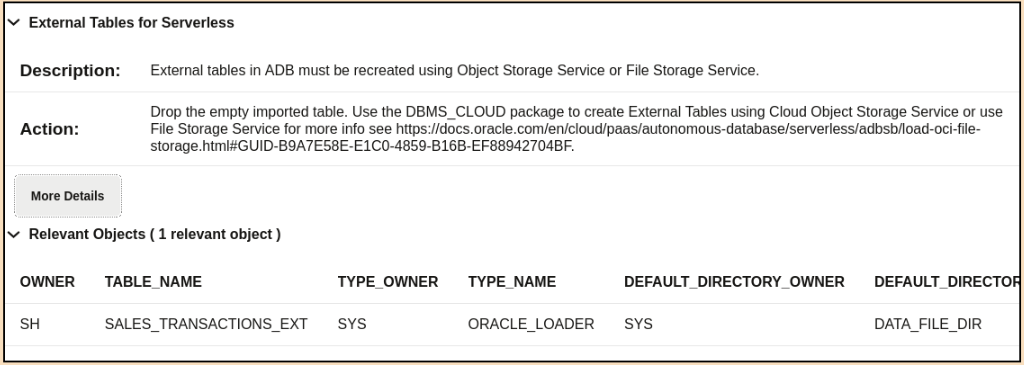 External Tables for Serverless
Description: External tables in ADB must be recreated using Object Storage Service or File Storage Service.
Action: Drop the empty imported table. Use the DBMS_CLOUD package to create External Tables using Cloud Object Storage Service or use
File Storage Service for more info see https://docs.oracle.com/en/cloud/paas/autonomous-database/serverless/adbsb/load-oci-file-
storage.html#GUID-B9A7E58E-E1C0-4859-B16B-EF88942704BF.
More Details
Relevant Objects ( 1 relevant object )
OWNER TABLE_NAME TYPE_OWNER TYPE_NAME DEFAULT_DIRECTORY_OWNER DEFAULT_DIRECTOR
SH SALES_TRANSACTIONS_EXT SYS ORACLE_LOADER SYS DATA_FILE_DIR